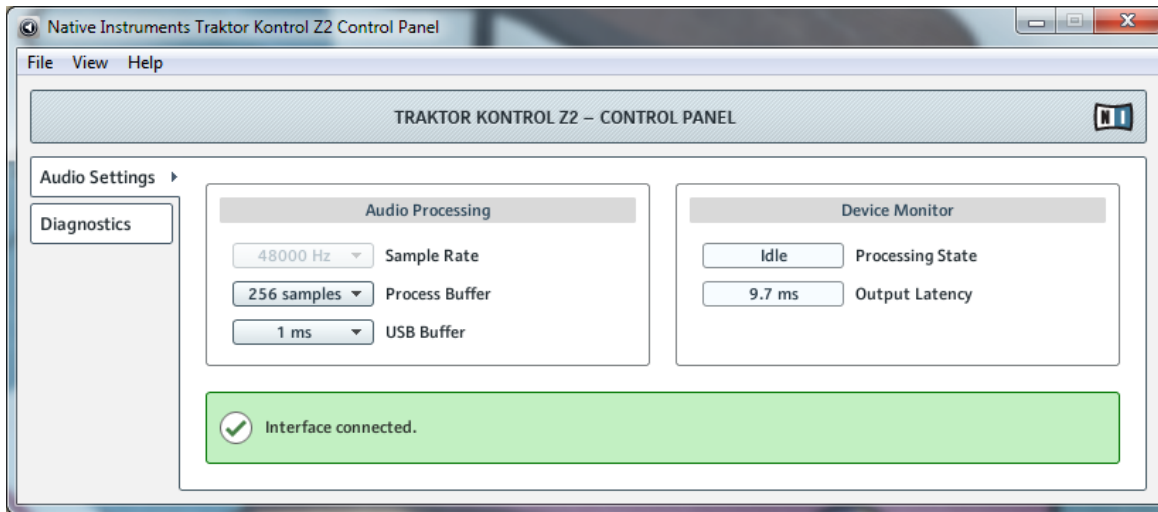 Native Instruments Traktor Kontrol Z2 Control Panel
File View Help
TRAKTOR KONTROL Z2 – CONTROL PANEL
NI
Audio Settings
Diagnostics
Audio Processing
48000 Hz Sample Rate
256 samples Process Buffer
1 ms USB Buffer
Device Monitor
Idle Processing State
9.7 ms Output Latency
Interface connected.